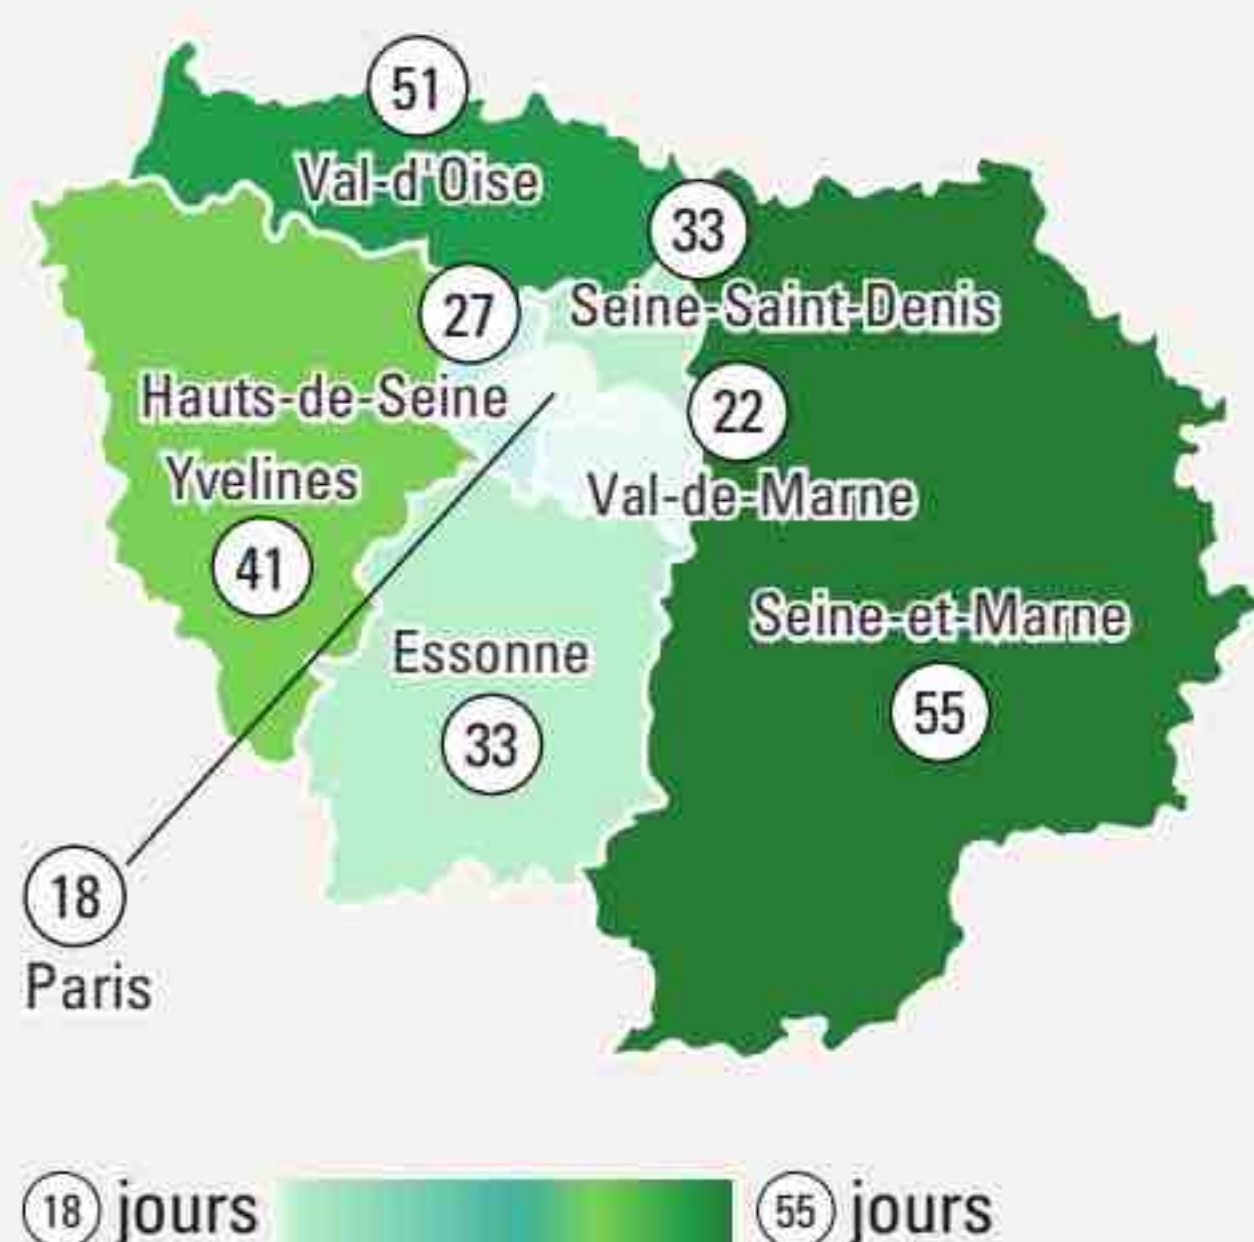 51
Val-d'Oise
33
Seine-Saint-Denis
27
Hauts-de-Seine
22
Val-de-Marne
Yvelines
41
Essonne
33
Seine-et-Marne
55
18
Paris
18 jours 55 jours